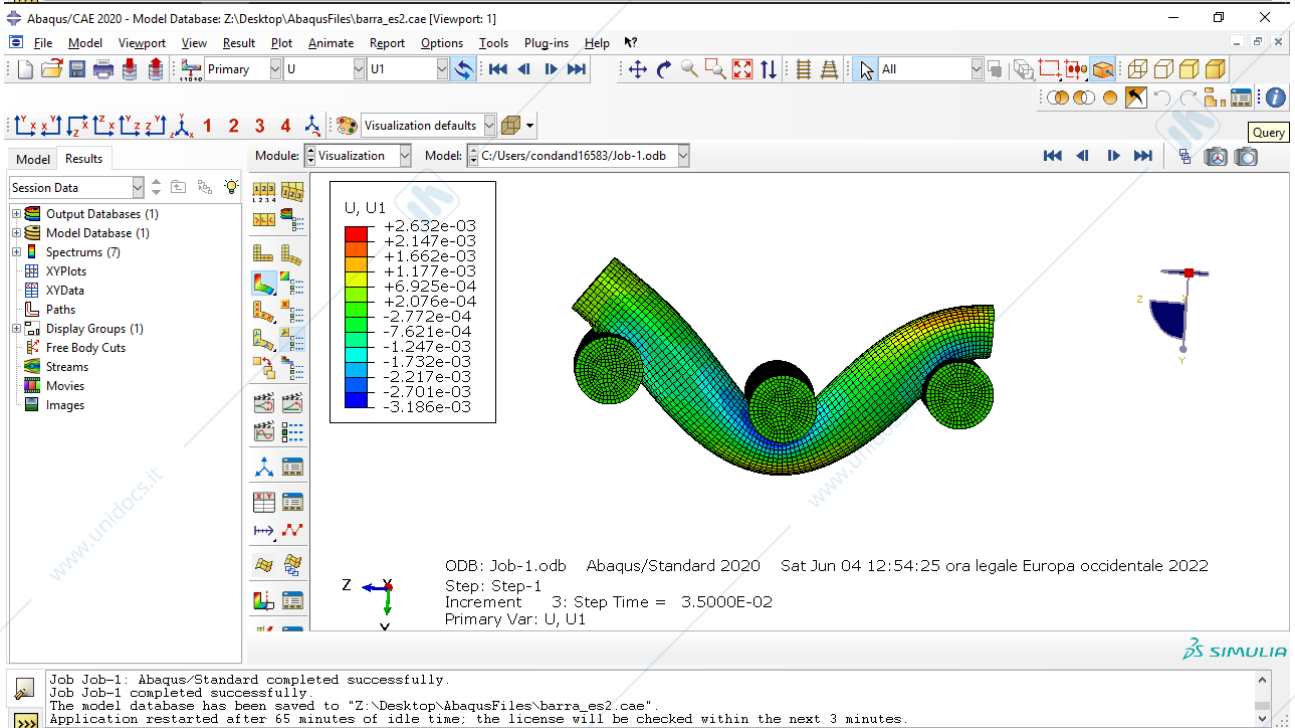 Abaqus/CAE 2020 - Model Database: Z:\Desktop\AbaqusFiles\barra_es2.cae [Viewport: 1]
File Model Viewport View Result Plot Animate Report Options Tools Plug-ins Help
Primary U U1 All
1 2 3 4 Visualization defaults
Query
Model Results
Module: Visualization Model: C:/Users/condand16583/Job-1.odb
Session Data
Output Databases (1)
Model Database (1)
Spectrums (7)
XYPlots
XYData
Paths
Display Groups (1)
Free Body Cuts
Streams
Movies
Images
U, U1
+2.632e-03
+2.147e-03
+1.662e-03
+1.177e-03
+6.925e-04
+2.076e-04
-2.772e-04
-7.621e-04
-1.247e-03
-1.732e-03
-2.217e-03
-2.701e-03
-3.186e-03
Z
Y
Z
Y
ODB: Job-1.odb Abaqus/Standard 2020 Sat Jun 04 12:54:25 ora legale Europa occidentale 2022
Step: Step-1
Increment 3: Step Time = 3.5000E-02
Primary Var: U, U1
SIMULIA
Job Job-1: Abaqus/Standard completed successfully.
Job Job-1 completed successfully.
The model database has been saved to "Z:\Desktop\AbaqusFiles\barra_es2.cae".
Application restarted after 65 minutes of idle time; the license will be checked within the next 3 minutes.
www.unidocs.it